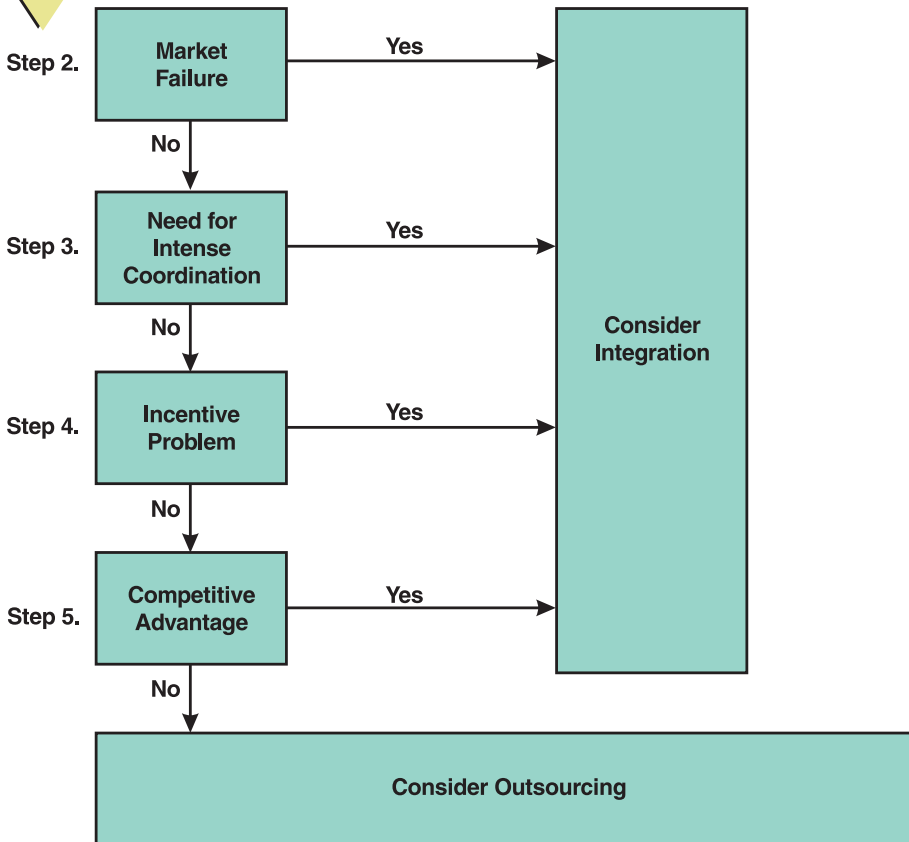 Step 2.
Market
Failure
Yes
No
Step 3.
Need for
Intense
Coordination
Yes
No
Consider
Integration
Step 4.
Incentive
Problem
Yes
No
Step 5.
Competitive
Advantage
Yes
No
Consider Outsourcing